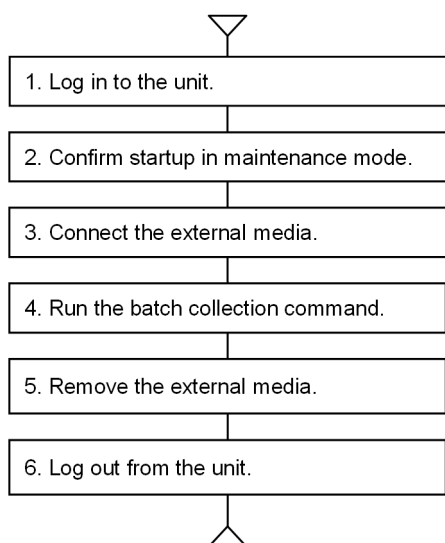 1. Log in to the unit.
2. Confirm startup in maintenance mode.
3. Connect the external media.
4. Run the batch collection command.
5. Remove the external media.
6. Log out from the unit.